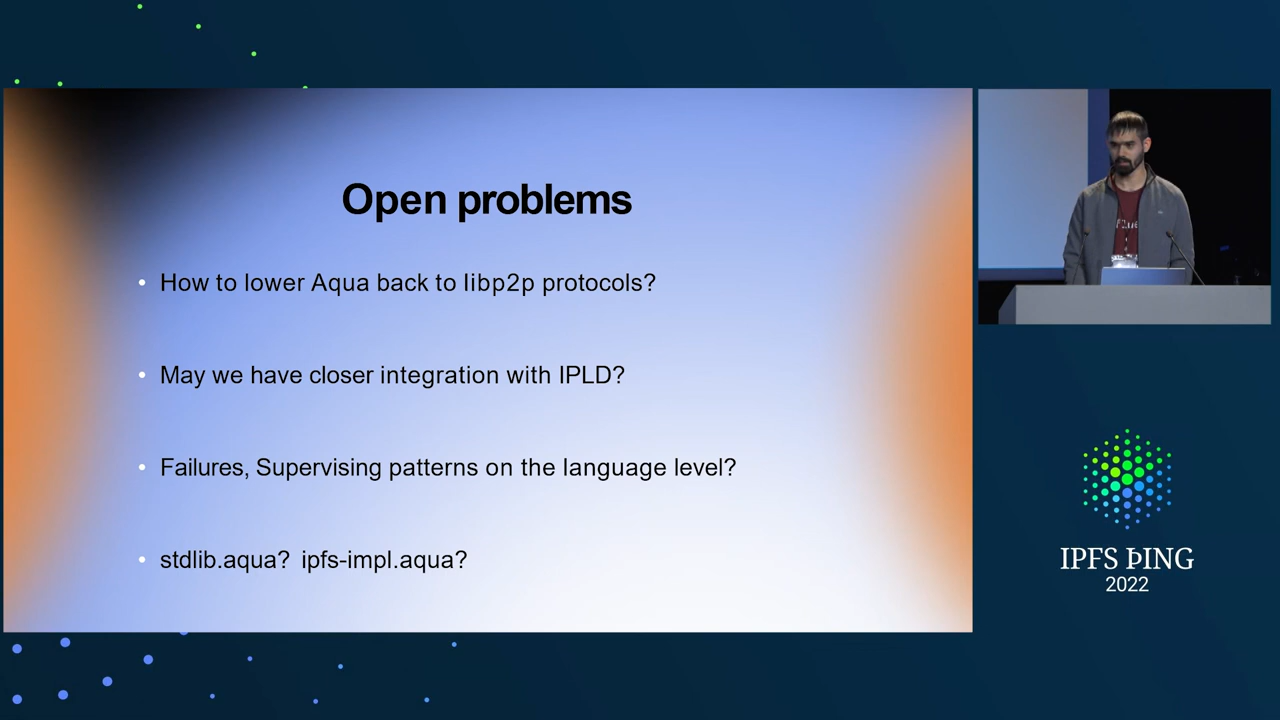 Open problems
• How to lower Aqua back to libp2p protocols?
• May we have closer integration with IPLD?
• Failures, Supervising patterns on the language level?
• stdlib.aqua? ipfs-impl.aqua?
IPFS ÞING
2022